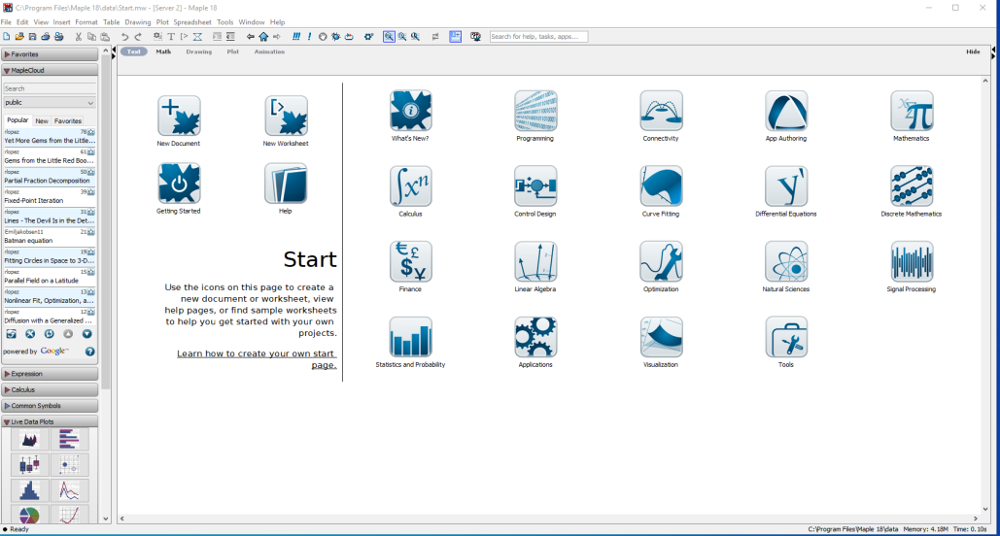 C:\Program Files\Maple 18\data\Start.mw - [Server 2] - Maple 18
File Edit View Insert Format Table Drawing Plot Spreadsheet Tools Window Help
Search for help, tasks, apps...
Favorites
MapleCloud
Search
public
Popular New Favorites
rlopez 78
Yet More Gems from the Little...
rlopez 61
Gems from the Little Red Boo...
rlopez 50
Partial Fraction Decomposition
rlopez 39
Fixed-Point Iteration
rlopez 31
Lines - The Devil Is in the Det...
Emiljakobsen11 21
Batman equation
rlopez 19
Fitting Circles in Space to 3-D...
rlopez 15
Parallel Field on a Latitude
rlopez 13
Nonlinear Fit, Optimization, a...
rlopez 12
Diffusion with a Generalized ...
powered by Google™
Expression
Calculus
Common Symbols
Live Data Plots
Text Math Drawing Plot Animation Hide
New Document New Worksheet
Getting Started Help
Start
Use the icons on this page to create a
new document or worksheet, view
help pages, or find sample worksheets
to help you get started with your own
projects.
Learn how to create your own start
page.
What's New? Programming Connectivity App Authoring Mathematics
Calculus Control Design Curve Fitting Differential Equations Discrete Mathematics
Finance Linear Algebra Optimization Natural Sciences Signal Processing
Statistics and Probability Applications Visualization Tools
Ready C:\Program Files\Maple 18\data Memory: 4.18M Time: 0.10s